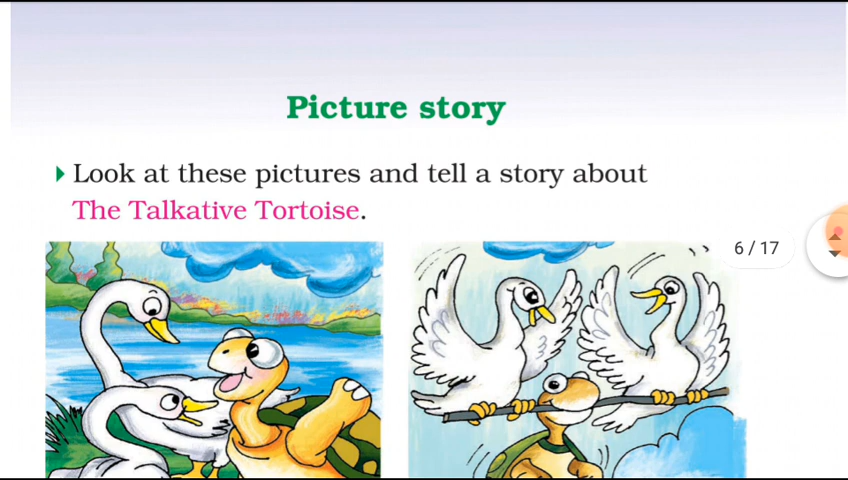 Picture story
Look at these pictures and tell a story about
The Talkative Tortoise.
6 / 17